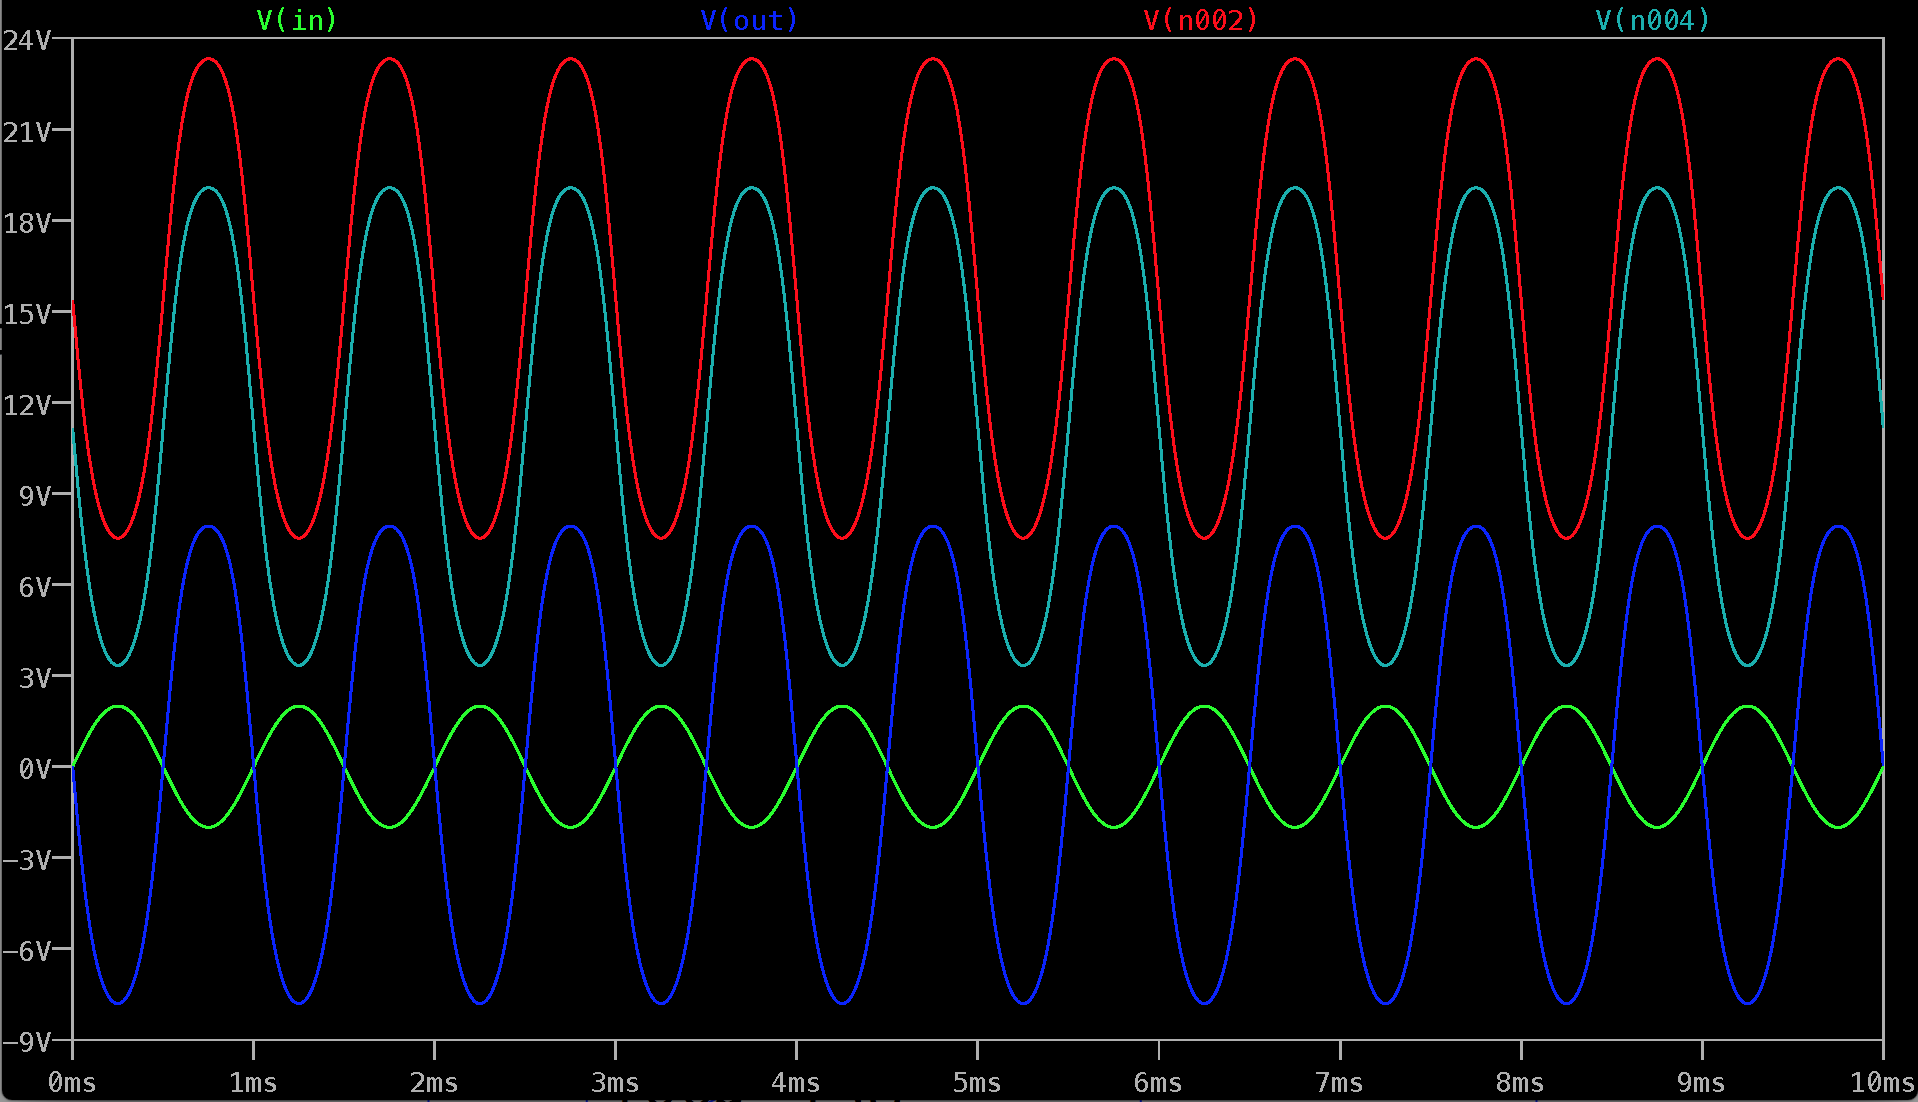 V(in) V(out) V(n002) V(n004)
24V
21V
18V
15V
12V
9V
6V
3V
0V
−3V
−6V
−9V
0ms 1ms 2ms 3ms 4ms 5ms 6ms 7ms 8ms 9ms 10ms